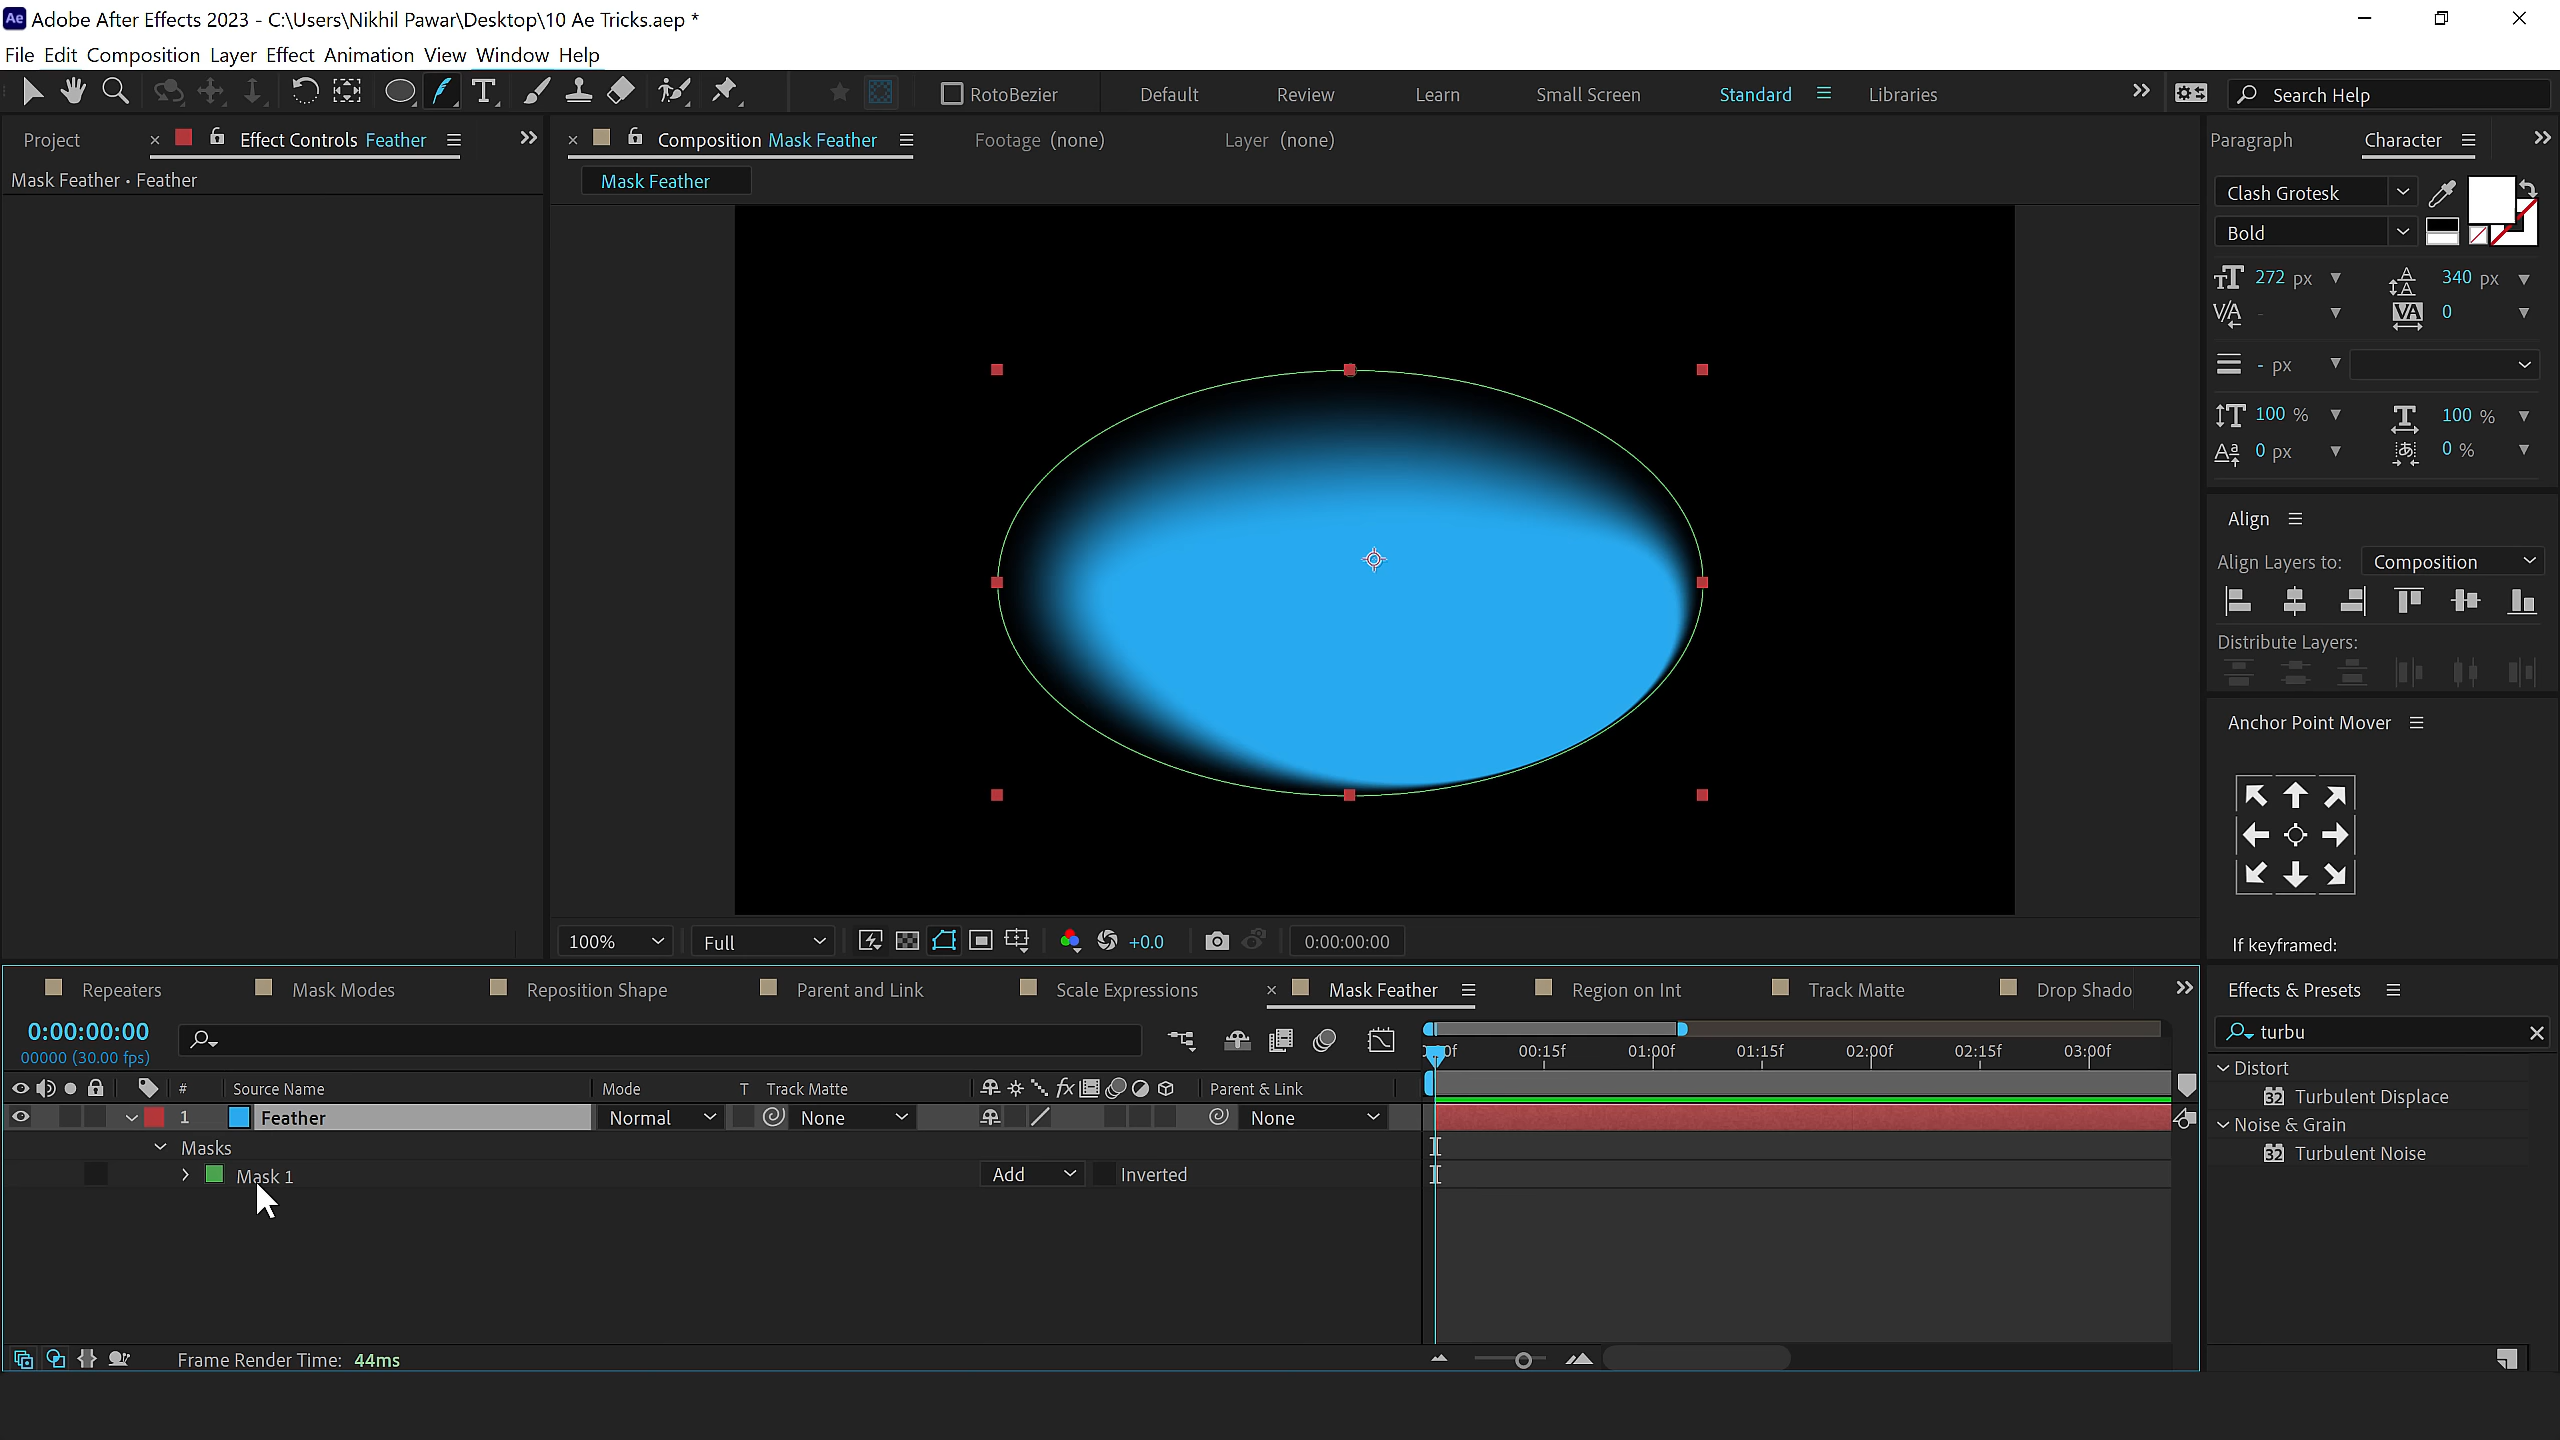 Ae Adobe After Effects 2023 - C:\Users\Nikhil Pawar\Desktop\10 Ae Tricks.aep *
File Edit Composition Layer Effect Animation View Window Help
RotoBezier Default Review Learn Small Screen Standard Libraries Search Help
Project Effect Controls Feather Composition Mask Feather Footage (none) Layer (none) Paragraph Character
Mask Feather • Feather Mask Feather
Clash Grotesk
Bold
272 px 340 px
- 0
- px
100 % 100 %
0 px 0 %
Align
Align Layers to: Composition
Distribute Layers:
Anchor Point Mover
If keyframed:
100% Full +0.0 0:00:00:00
Repeaters Mask Modes Reposition Shape Parent and Link Scale Expressions Mask Feather Region on Int Track Matte Drop Shado Effects & Presets
0:00:00:00
00000 (30.00 fps)
00:15f 01:00f 01:15f 02:00f 02:15f 03:00f
turbu
# Source Name Mode T Track Matte fx Parent & Link
1 Feather Normal None None
Masks
Mask 1 Add Inverted
Distort
32 Turbulent Displace
Noise & Grain
32 Turbulent Noise
Frame Render Time: 44ms